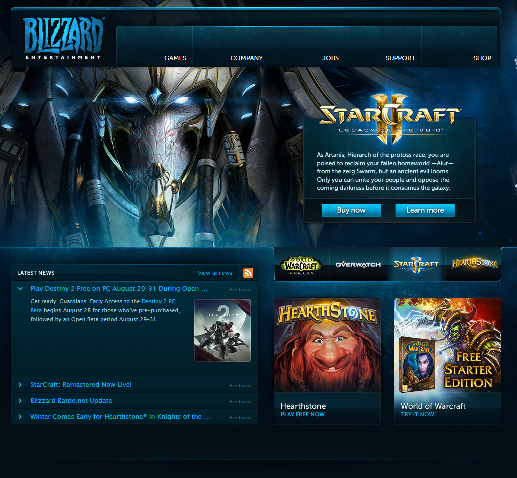 BLIZZARD
ENTERTAINMENT
GAMES COMPANY JOBS SUPPORT SHOP
STARCRAFT
II
LEGACY OF THE VOID
As Artanis, Hierarch of the protoss race, you are
poised to reclaim your fallen homeworld —Aiur—
from the zerg Swarm, but an ancient evil looms.
Only you can unite your people and oppose the
coming darkness before it consumes the galaxy.
Buy now Learn more
LATEST NEWS View all news
Play Destiny 2 Free on PC August 29-31 During Open ...
Get ready, Guardians. Early Access to the Destiny 2 PC
Beta begins August 28 for those who've pre-purchased,
followed by an Open Beta period August 29–31.
StarCraft: Remastered Now Live!
Blizzard Battle.net Update
Winter Comes Early for Hearthstone® in Knights of the ...
WORLD OF WARCRAFT OVERWATCH STARCRAFT II HEARTHSTONE
HEARTHSTONE
Hearthstone
PLAY FREE NOW
WARCRAFT
FREE
STARTER
EDITION
World of Warcraft
TRY IT NOW